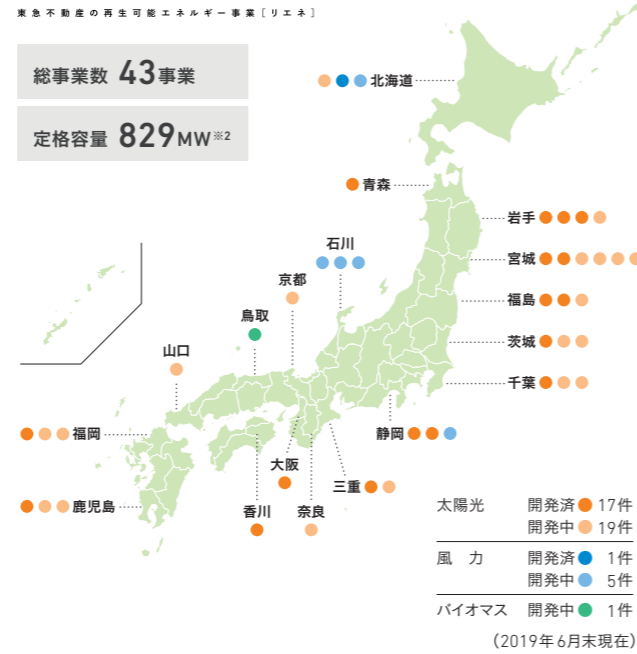 東急不動産の再生可能エネルギー事業[リエネ]
総事業数 43事業
定格容量 829MW※2
北海道
青森
岩手
石川
宮城
京都
福島
鳥取
茨城
山口
千葉
福岡
静岡
大阪
三重
鹿児島
香川
奈良
太陽光 開発済 17件
開発中 19件
風 力 開発済 1件
開発中 5件
バイオマス 開発中 1件
(2019年6月末現在)